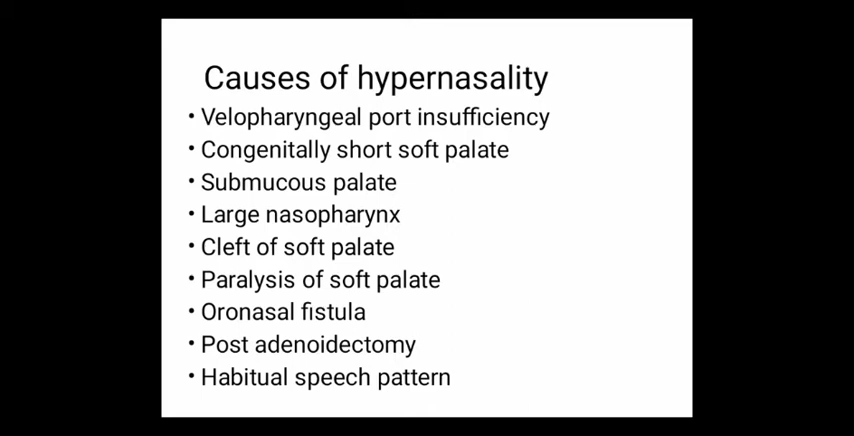 Causes of hypernasality
• Velopharyngeal port insufficiency
• Congenitally short soft palate
• Submucous palate
• Large nasopharynx
• Cleft of soft palate
• Paralysis of soft palate
• Oronasal fistula
• Post adenoidectomy
• Habitual speech pattern